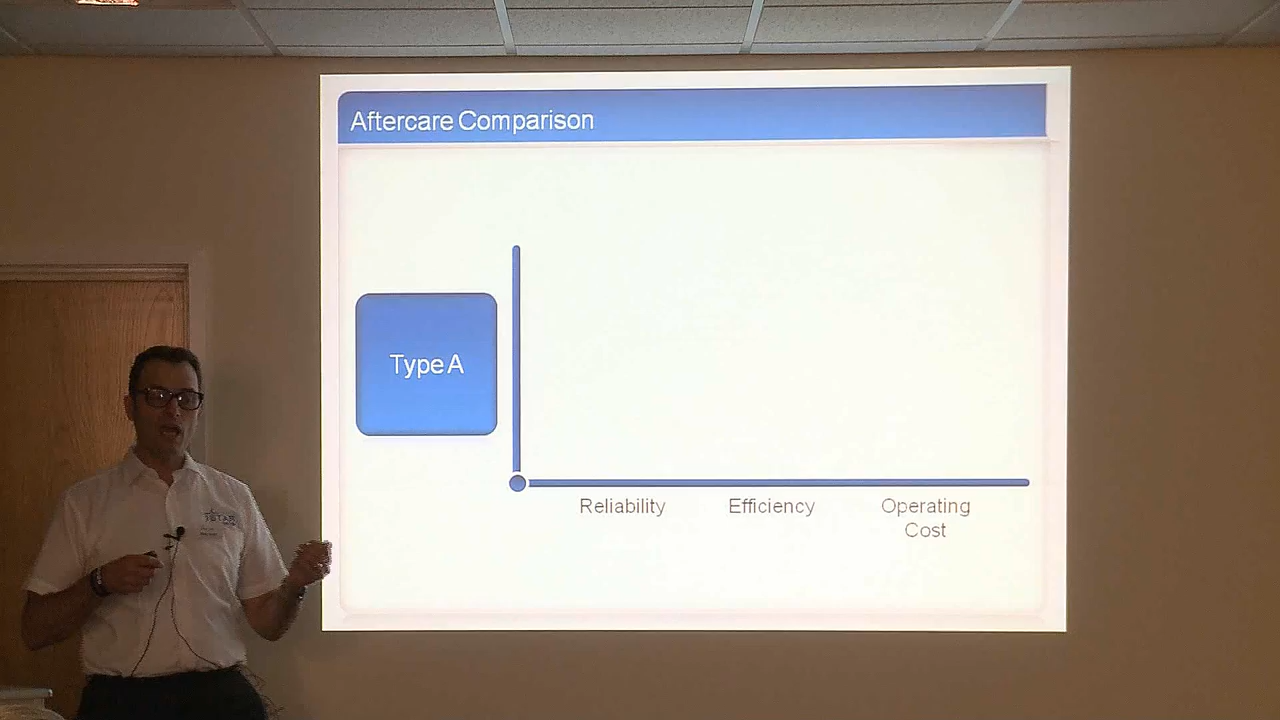 Aftercare Comparison
Type A
Reliability
Efficiency
Operating
Cost